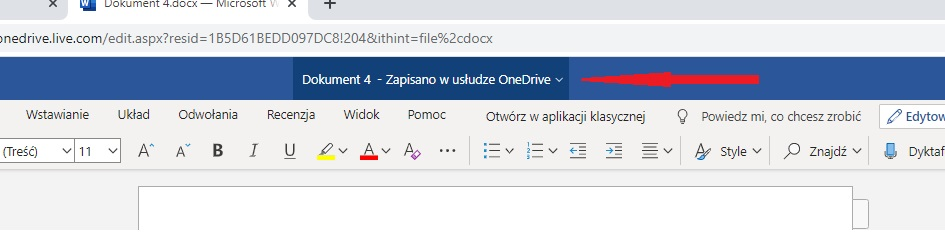 Dokument 4.docx — Microsoft W
onedrive.live.com/edit.aspx?resid=1B5D61BEDD097DC8!204&ithint=file%2cdocx
Dokument 4 - Zapisano w usłudze OneDrive
Wstawianie Układ Odwołania Recenzja Widok Pomoc Otwórz w aplikacji klasycznej Powiedz mi, co chcesz zrobić Edytow
(Treść) 11 A A B I U A A Style Znajdź Dyktaf